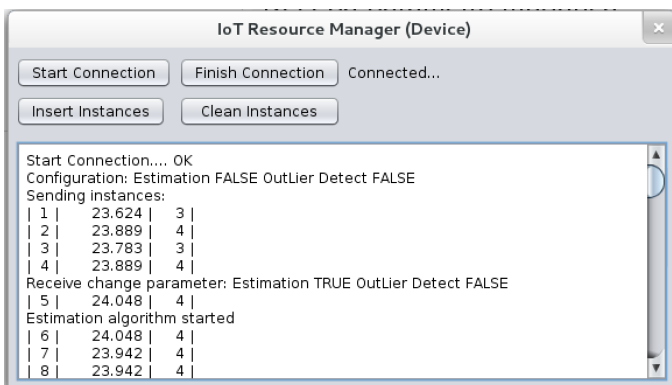 IoT Resource Manager (Device)
Start Connection Finish Connection Connected...
Insert Instances Clean Instances
Start Connection.... OK
Configuration: Estimation FALSE OutLier Detect FALSE
Sending instances:
| 1 | 23.624 | 3 |
| 2 | 23.889 | 4 |
| 3 | 23.783 | 3 |
| 4 | 23.889 | 4 |
Receive change parameter: Estimation TRUE OutLier Detect FALSE
| 5 | 24.048 | 4 |
Estimation algorithm started
| 6 | 24.048 | 4 |
| 7 | 23.942 | 4 |
| 8 | 23.942 | 4 |